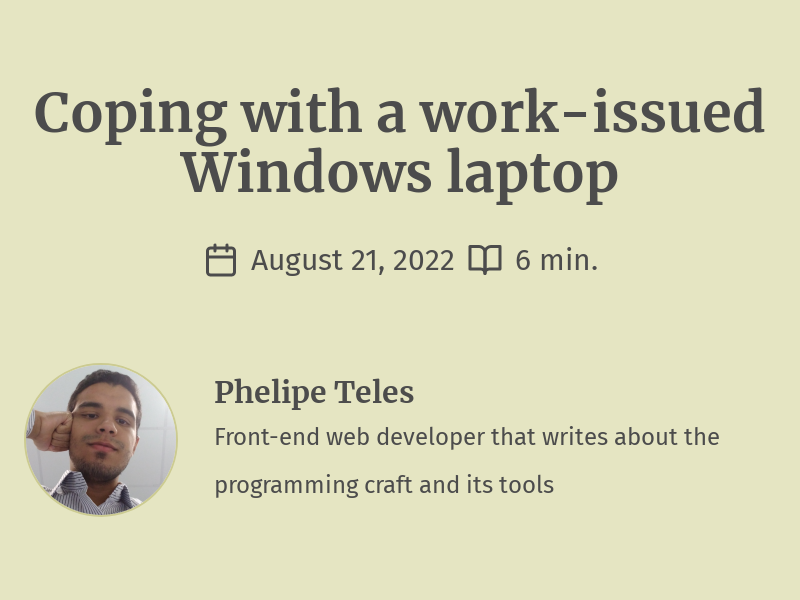 Coping with a work-issued
Windows laptop
August 21, 2022 6 min.
Phelipe Teles
Front-end web developer that writes about the
programming craft and its tools